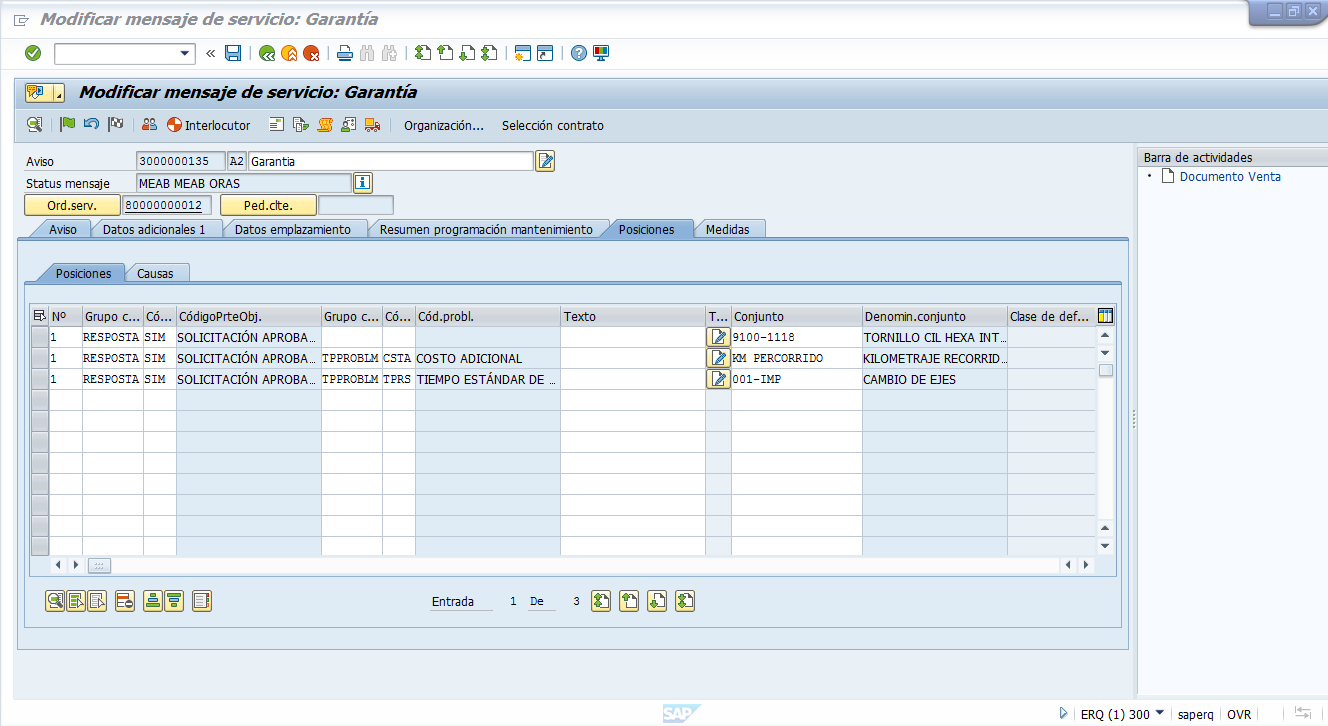 Modificar mensaje de servicio: Garantía
Modificar mensaje de servicio: Garantía
Interlocutor Organización... Selección contrato
Barra de actividades
Documento Venta
Aviso 3000000135 A2 Garantia
Status mensaje MEAB MEAB ORAS
Ord.serv. 80000000012 Ped.clte.
Aviso Datos adicionales 1 Datos emplazamiento Resumen programación mantenimiento Posiciones Medidas
Posiciones Causas
Nº Grupo c... Có... CódigoPrteObj. Grupo c... Có... Cód.probl. Texto T... Conjunto Denomin.conjunto Clase de def...
1 RESPOSTA SIM SOLICITACIÓN APROBA... 9100-1118 TORNILLO CIL HEXA INT...
1 RESPOSTA SIM SOLICITACIÓN APROBA... TPPROBLM CSTA COSTO ADICIONAL KM PERCORRIDO KILOMETRAJE RECORRID...
1 RESPOSTA SIM SOLICITACIÓN APROBA... TPPROBLM TPRS TIEMPO ESTÁNDAR DE ... 001-IMP CAMBIO DE EJES
Entrada 1 De 3
SAP
ERQ (1) 300 saperq OVR